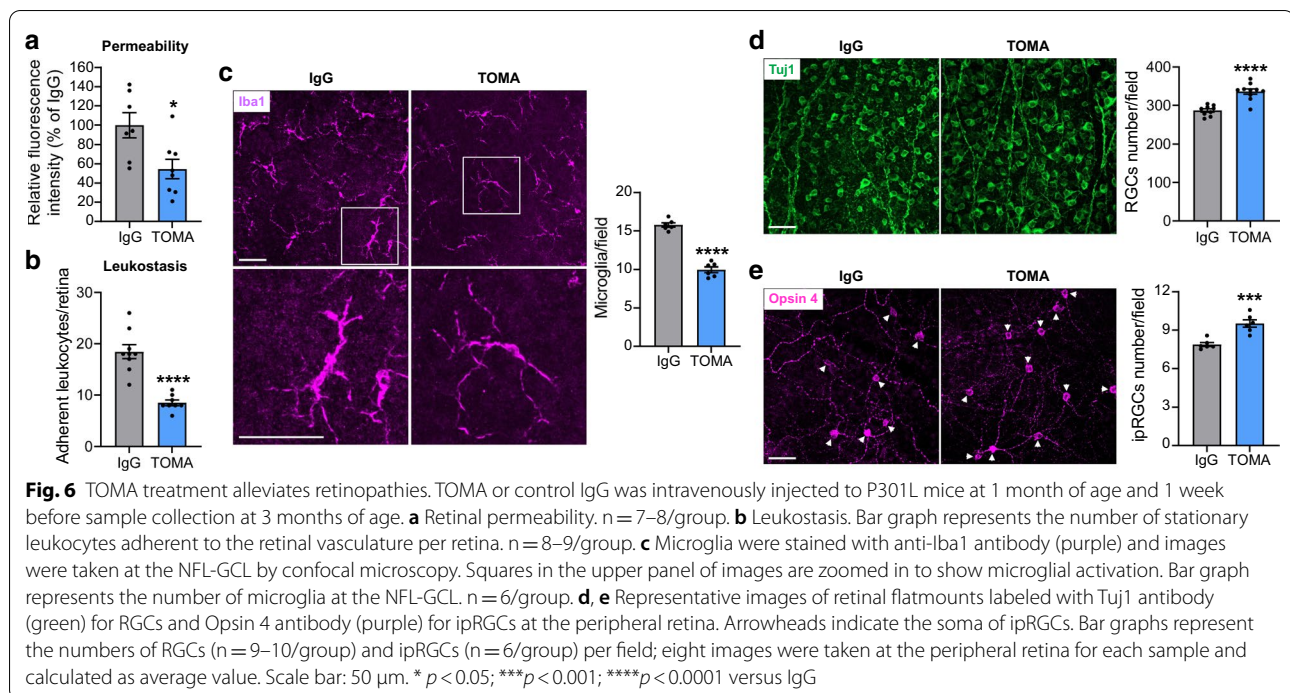 a
Permeability
Relative fluorescence
intensity (% of IgG)
140
120
100
80
60
40
20
0
IgG TOMA
*
b
Leukostasis
Adherent leukocytes/retina
30
20
10
0
IgG TOMA
****
c
IgG TOMA
Iba1
Microglia/field
20
15
10
5
0
IgG TOMA
****
d
IgG TOMA
Tuj1
RGCs number/field
400
300
200
100
0
IgG TOMA
****
e
IgG TOMA
Opsin 4
ipRGCs number/field
12
9
6
3
0
IgG TOMA
***
Fig. 6 TOMA treatment alleviates retinopathies. TOMA or control IgG was intravenously injected to P301L mice at 1 month of age and 1 week
before sample collection at 3 months of age. a Retinal permeability. n = 7–8/group. b Leukostasis. Bar graph represents the number of stationary
leukocytes adherent to the retinal vasculature per retina. n = 8–9/group. c Microglia were stained with anti-Iba1 antibody (purple) and images
were taken at the NFL-GCL by confocal microscopy. Squares in the upper panel of images are zoomed in to show microglial activation. Bar graph
represents the number of microglia at the NFL-GCL. n = 6/group. d, e Representative images of retinal flatmounts labeled with Tuj1 antibody
(green) for RGCs and Opsin 4 antibody (purple) for ipRGCs at the peripheral retina. Arrowheads indicate the soma of ipRGCs. Bar graphs represent
the numbers of RGCs (n = 9–10/group) and ipRGCs (n = 6/group) per field; eight images were taken at the peripheral retina for each sample and
calculated as average value. Scale bar: 50 μm. * p < 0.05; ***p < 0.001; ****p < 0.0001 versus IgG